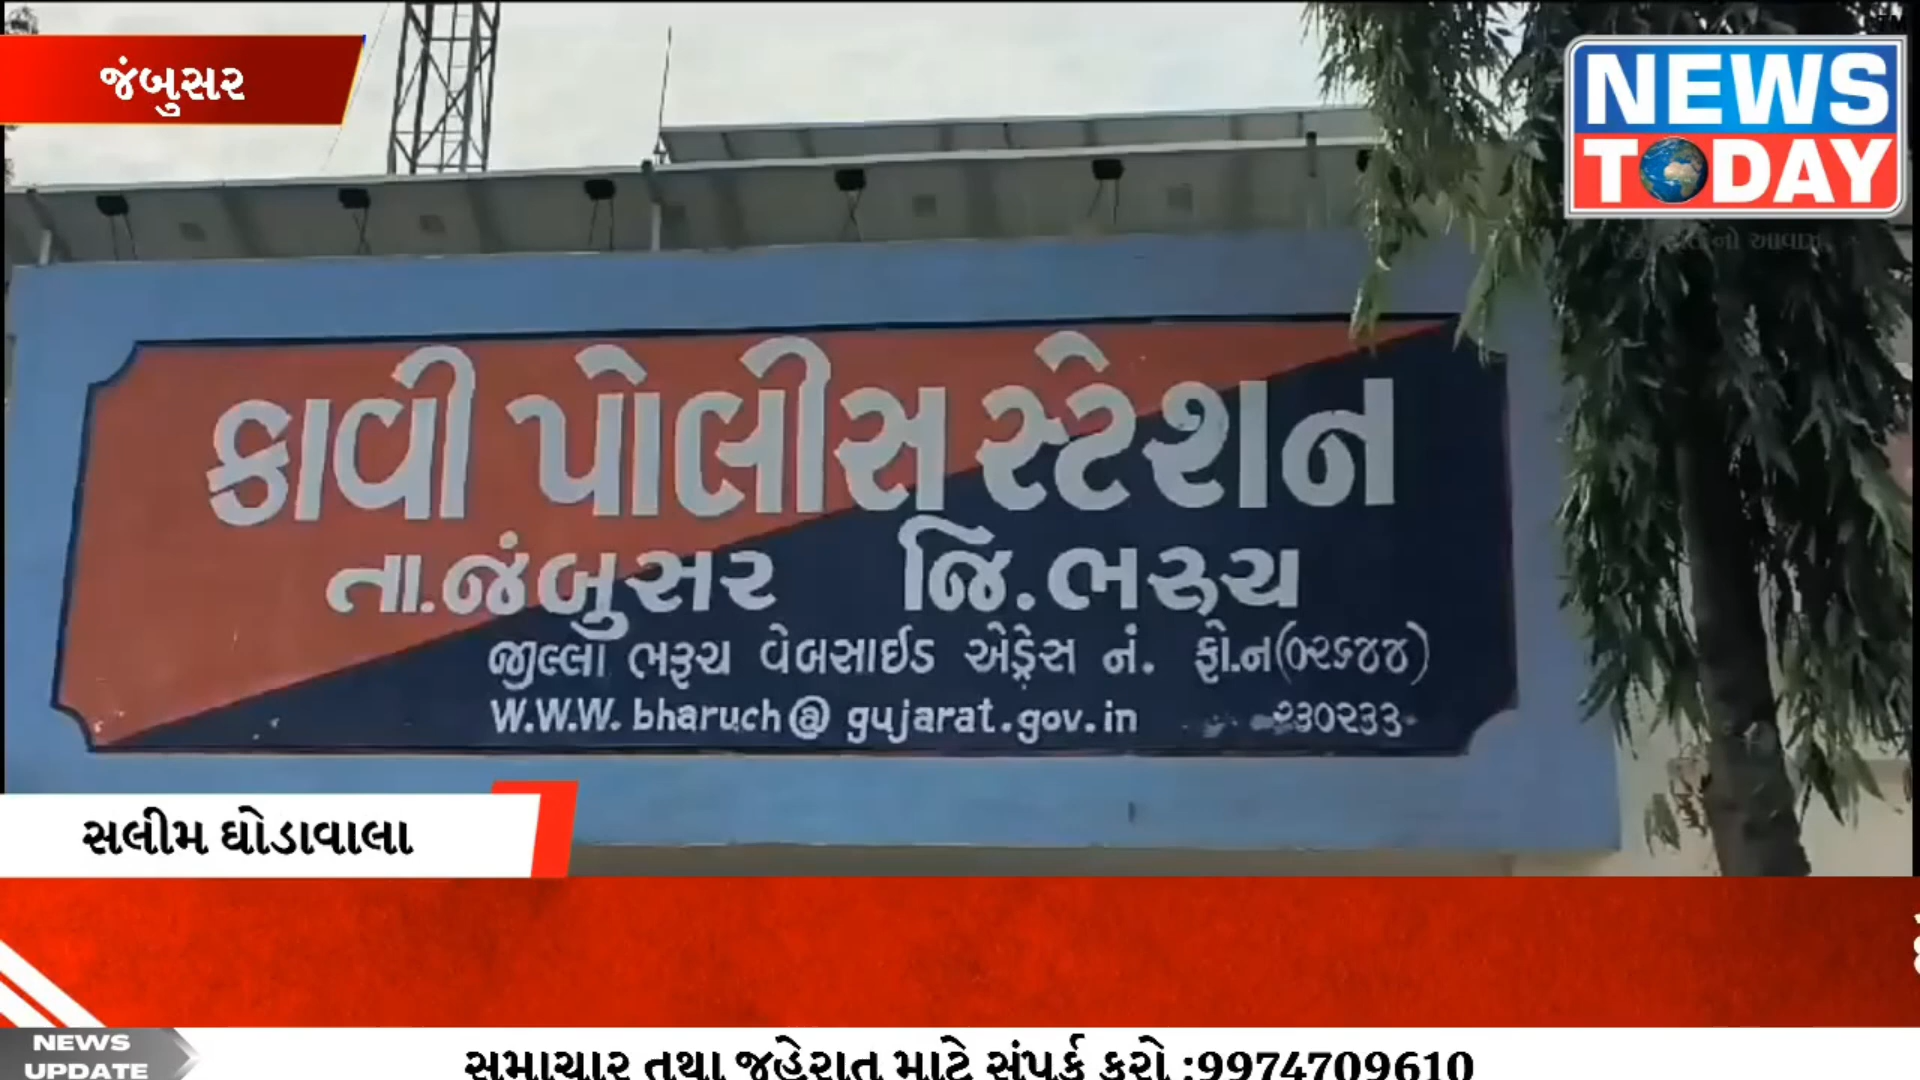 જંબુસર
NEWS
TODAY
કાવી પોલીસ સ્ટેશન
તા.જંબુસર જિ.ભરુચ
જીલ્લા ભરૂચ વેબસાઈડ એડ્રેસ નં. ફો.ન(૦૨૬૪૪)
W.W.W. bharuch@ gujarat.gov.in ૨૩૦૨૩૩
સલીમ ઘોડાવાલા
NEWS
UPDATE
સમાચાર તથા જાહેરાત માટે સંપર્ક કરો :9974709610